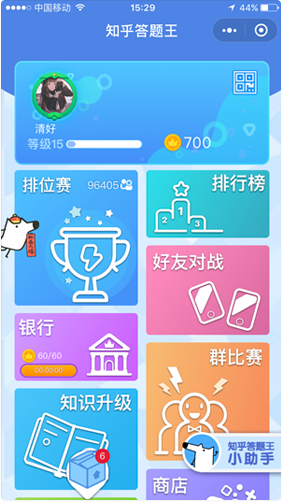 中国移动
15:29
44%
知乎答题王
清好
等级15
700
排位赛
96405
排行榜
好友对战
银行
60/60
00:00:00
群比赛
知识升级
6
知乎答题王
小助手
商店
1
2
3